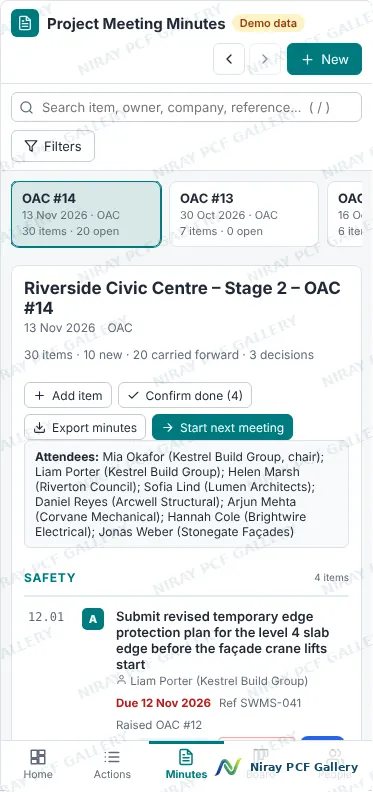 Project Meeting Minutes Demo data
New
Search item, owner, company, reference... ( / )
Filters
OAC #14
13 Nov 2026 · OAC
30 items · 20 open
OAC #13
30 Oct 2026 · OAC
7 items · 0 open
Riverside Civic Centre – Stage 2 – OAC
#14
13 Nov 2026 OAC
30 items · 10 new · 20 carried forward · 3 decisions
Add item
Confirm done (4)
Export minutes
Start next meeting
Attendees: Mia Okafor (Kestrel Build Group, chair);
Liam Porter (Kestrel Build Group); Helen Marsh
(Riverton Council); Sofia Lind (Lumen Architects);
Daniel Reyes (Arcwell Structural); Arjun Mehta
(Corvane Mechanical); Hannah Cole (Brightwire
Electrical); Jonas Weber (Stonegate Façades)
SAFETY 4 items
12.01 A Submit revised temporary edge
protection plan for the level 4 slab
edge before the façade crane lifts
start
Liam Porter (Kestrel Build Group)
Due 12 Nov 2026 Ref SWMS-041
Raised OAC #12
Home
Actions
Minutes
Board
People
Niray PCF Gallery
NIRAY PCF GALLERY